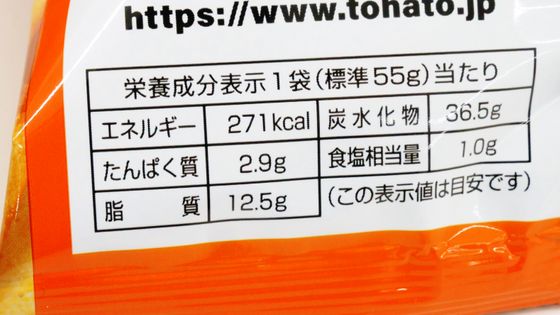 https://www.tohato.jp
栄養成分表示1袋(標準55g)当たり
エネルギー 271kcal 炭水化物 36.5g
たんぱく質 2.9g 食塩相当量 1.0g
脂質 12.5g (この表示値は目安です)